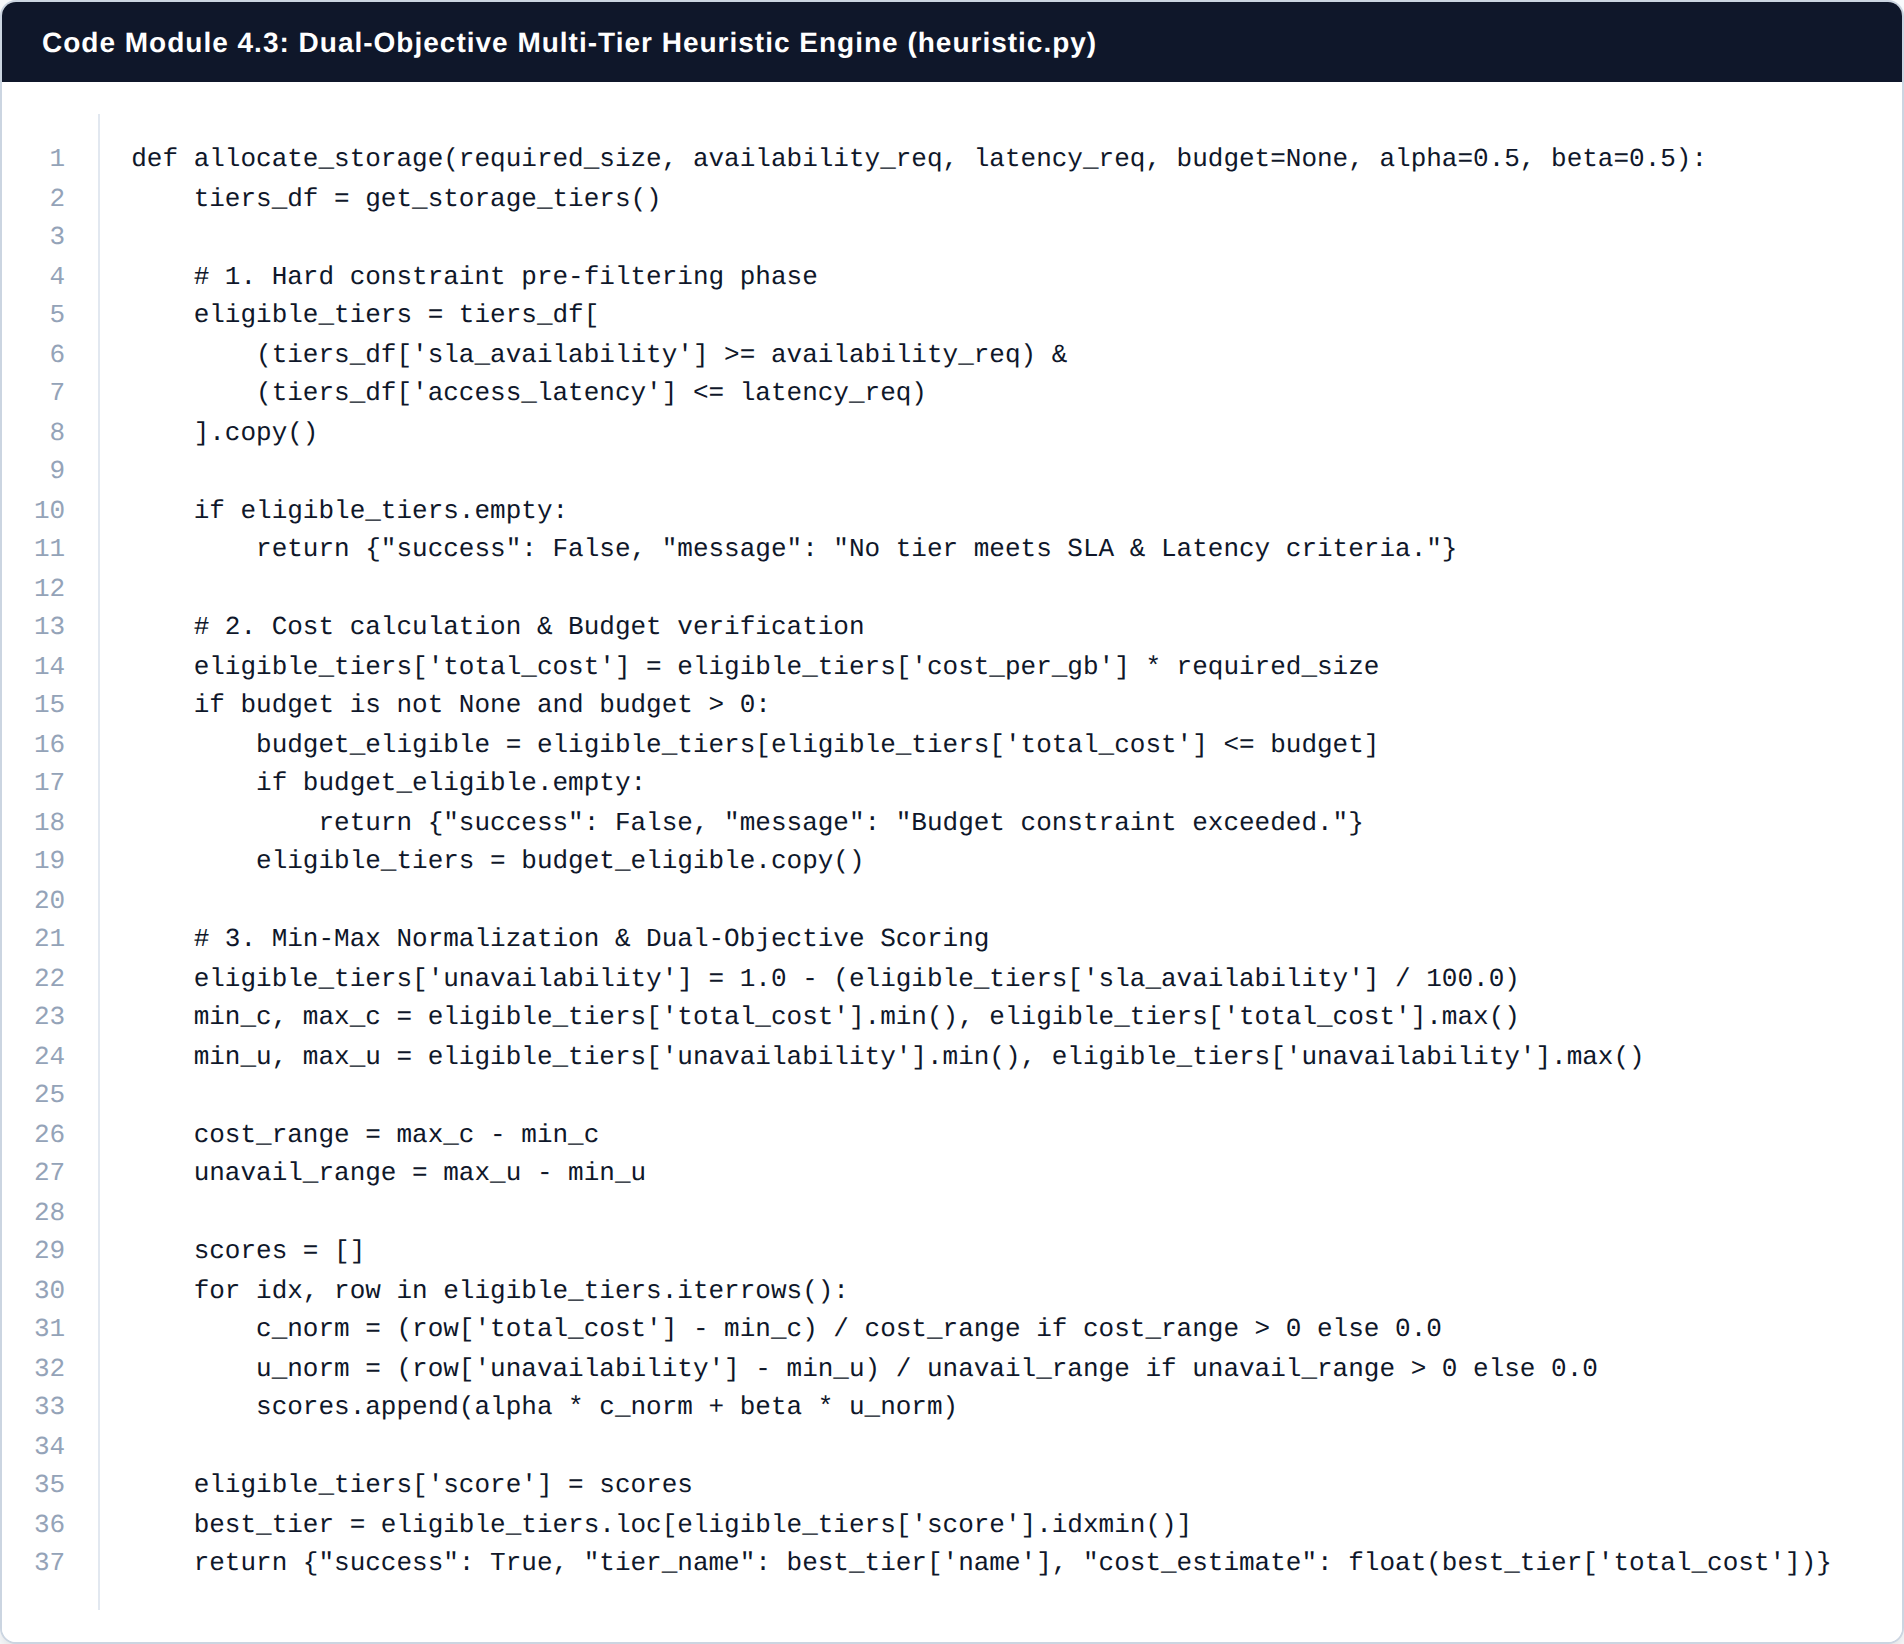 Code Module 4.3: Dual-Objective Multi-Tier Heuristic Engine (heuristic.py)
1 def allocate_storage(required_size, availability_req, latency_req, budget=None, alpha=0.5, beta=0.5):
2     tiers_df = get_storage_tiers()
3
4     # 1. Hard constraint pre-filtering phase
5     eligible_tiers = tiers_df[
6         (tiers_df['sla_availability'] >= availability_req) &
7         (tiers_df['access_latency'] <= latency_req)
8     ].copy()
9
10     if eligible_tiers.empty:
11         return {"success": False, "message": "No tier meets SLA & Latency criteria."}
12
13     # 2. Cost calculation & Budget verification
14     eligible_tiers['total_cost'] = eligible_tiers['cost_per_gb'] * required_size
15     if budget is not None and budget > 0:
16         budget_eligible = eligible_tiers[eligible_tiers['total_cost'] <= budget]
17         if budget_eligible.empty:
18             return {"success": False, "message": "Budget constraint exceeded."}
19         eligible_tiers = budget_eligible.copy()
20
21     # 3. Min-Max Normalization & Dual-Objective Scoring
22     eligible_tiers['unavailability'] = 1.0 - (eligible_tiers['sla_availability'] / 100.0)
23     min_c, max_c = eligible_tiers['total_cost'].min(), eligible_tiers['total_cost'].max()
24     min_u, max_u = eligible_tiers['unavailability'].min(), eligible_tiers['unavailability'].max()
25
26     cost_range = max_c - min_c
27     unavail_range = max_u - min_u
28
29     scores = []
30     for idx, row in eligible_tiers.iterrows():
31         c_norm = (row['total_cost'] - min_c) / cost_range if cost_range > 0 else 0.0
32         u_norm = (row['unavailability'] - min_u) / unavail_range if unavail_range > 0 else 0.0
33         scores.append(alpha * c_norm + beta * u_norm)
34
35     eligible_tiers['score'] = scores
36     best_tier = eligible_tiers.loc[eligible_tiers['score'].idxmin()]
37     return {"success": True, "tier_name": best_tier['name'], "cost_estimate": float(best_tier['total_cost'])}